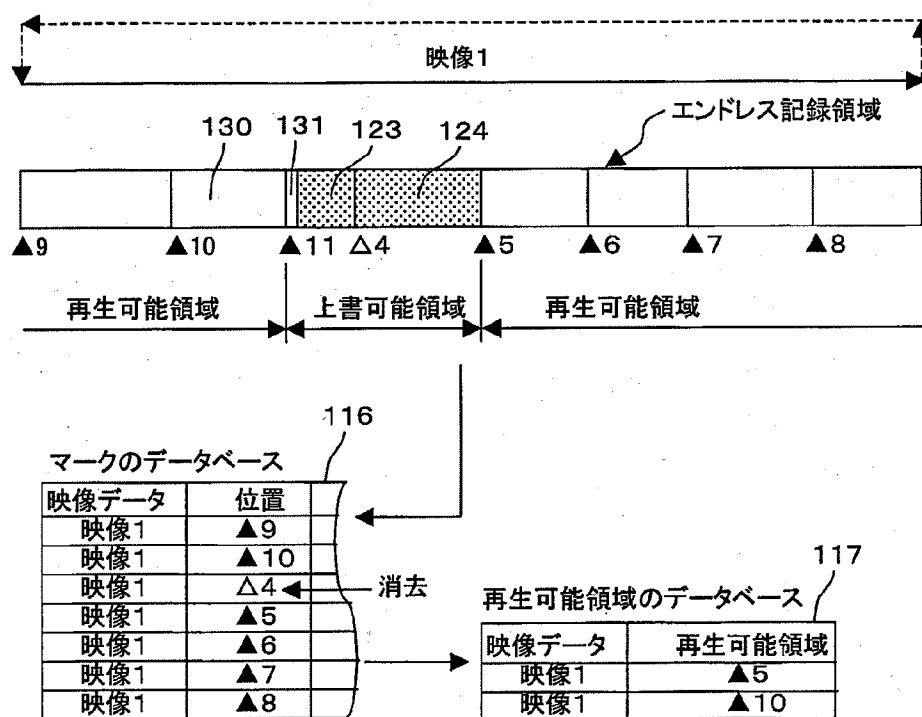 映像1
エンドレス記録領域
130 131 123 124
▲9 ▲10 ▲11 △4 ▲5 ▲6 ▲7 ▲8
再生可能領域 上書可能領域 再生可能領域
116
マークのデータベース
映像データ 位置
映像1 ▲9
映像1 ▲10
映像1 △4 消去
映像1 ▲5
映像1 ▲6
映像1 ▲7
映像1 ▲8
117
再生可能領域のデータベース
映像データ 再生可能領域
映像1 ▲5
映像1 ▲10